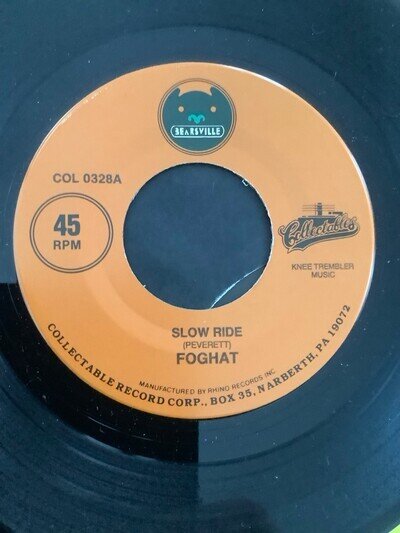 BEARSVILLE
COL 0328A
45
RPM
Collectables
KNEE TREMBLER
MUSIC
SLOW RIDE
(PEVERETT)
FOGHAT
MANUFACTURED BY RHINO RECORDS INC
COLLECTABLE RECORD CORP., BOX 35, NARBERTH, PA 19072